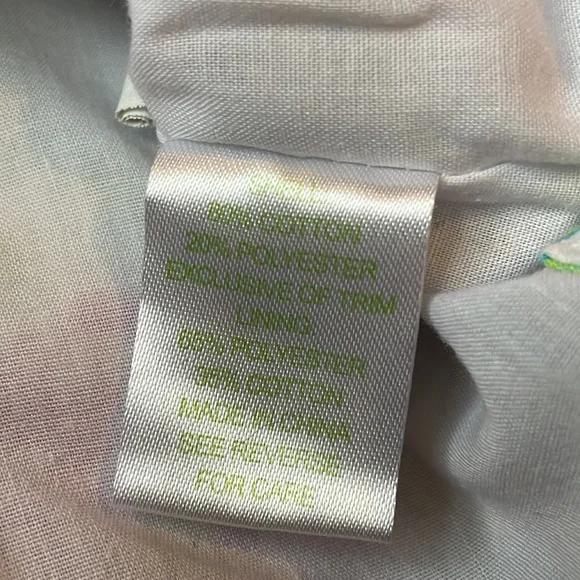 SMALL
80% COTTON
20% POLYESTER
EXCLUSIVE OF TRIM
LINING
65% POLYESTER
35% COTTON
MADE IN CHINA
SEE REVERSE
FOR CARE